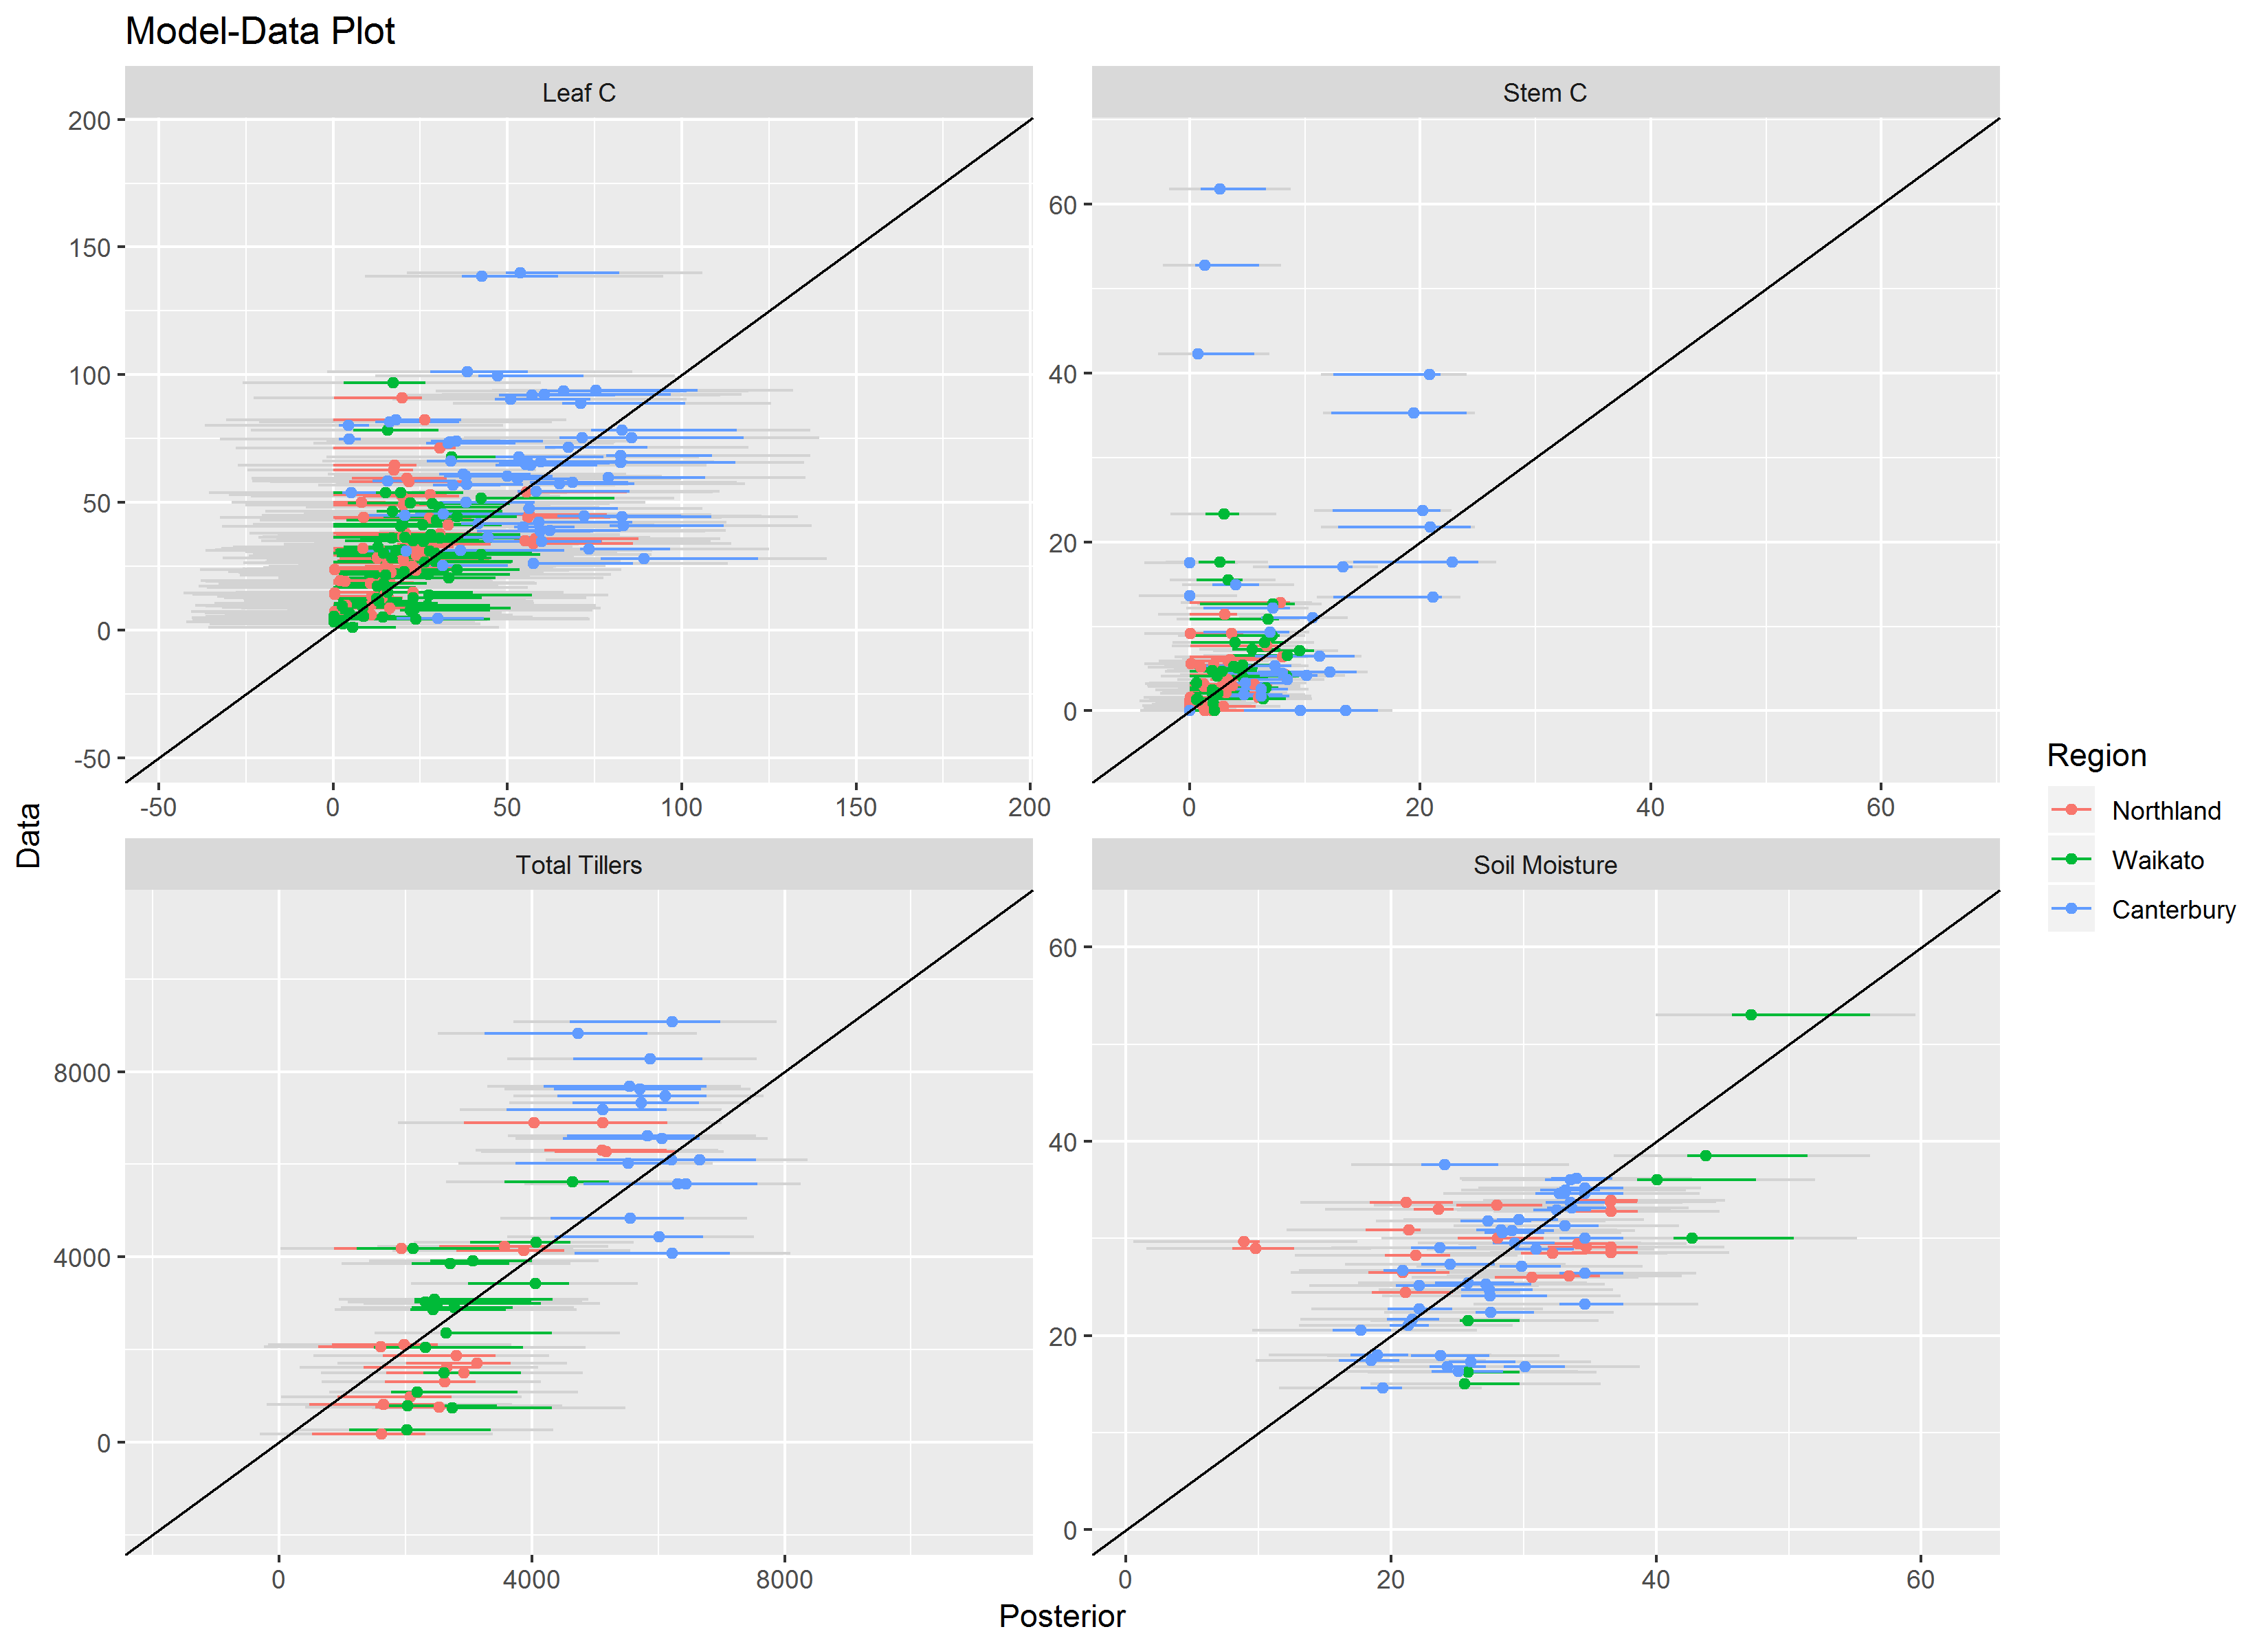 Model-Data Plot
Leaf C
Stem C
200
150
100
50
0
-50
-50 0 50 100 150 200
60
40
20
0
0 20 40 60
Total Tillers
Soil Moisture
8000
4000
0
0 4000 8000
60
40
20
0
0 20 40 60
Data
Posterior
Region
Northland
Waikato
Canterbury